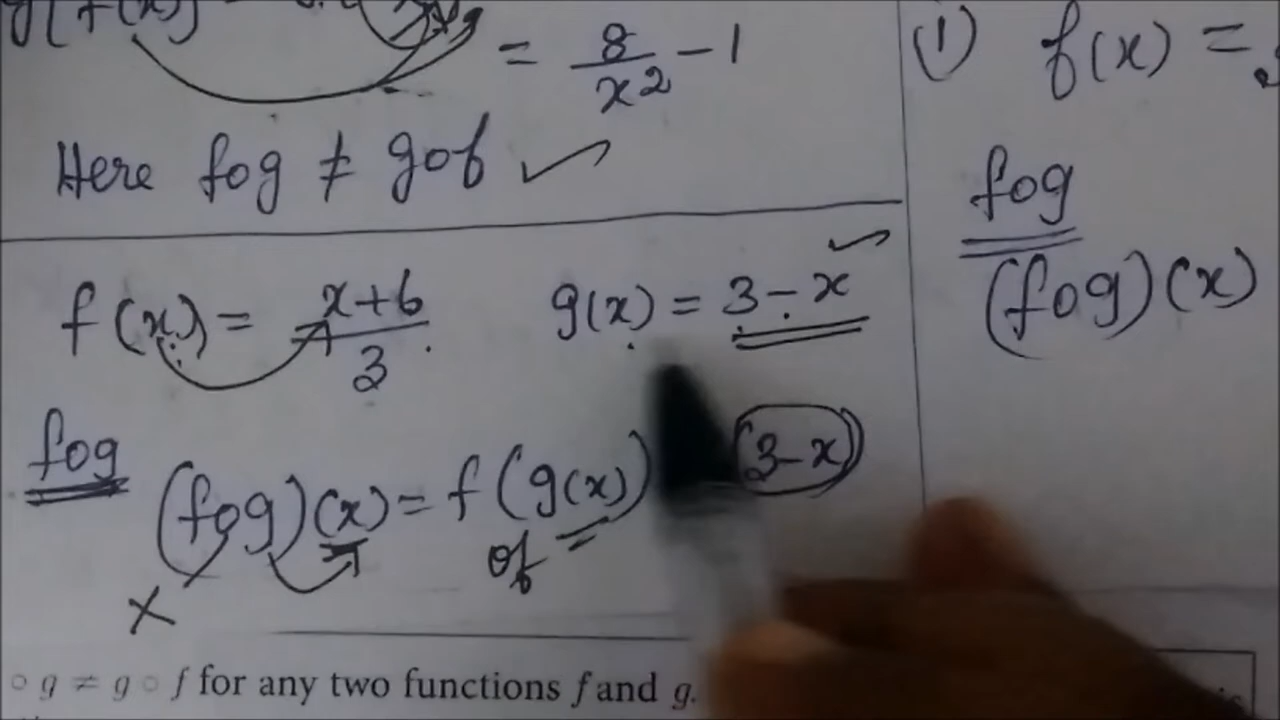 = 8/x2 - 1
Here fog ≠ gof ✓
f(x) = x+6/3 g(x) = 3-x ✓
fog
(fog)(x) = f(g(x)) (3-x)
of
×
∘ g ≠ g ∘ f for any two functions f and g.
(1) f(x) =
fog
(fog)(x)